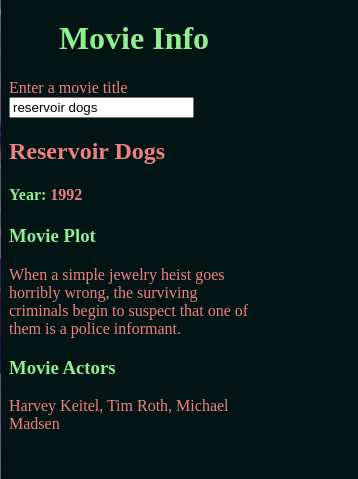 Movie Info
Enter a movie title
reservoir dogs
Reservoir Dogs
Year: 1992
Movie Plot
When a simple jewelry heist goes
horribly wrong, the surviving
criminals begin to suspect that one of
them is a police informant.
Movie Actors
Harvey Keitel, Tim Roth, Michael
Madsen